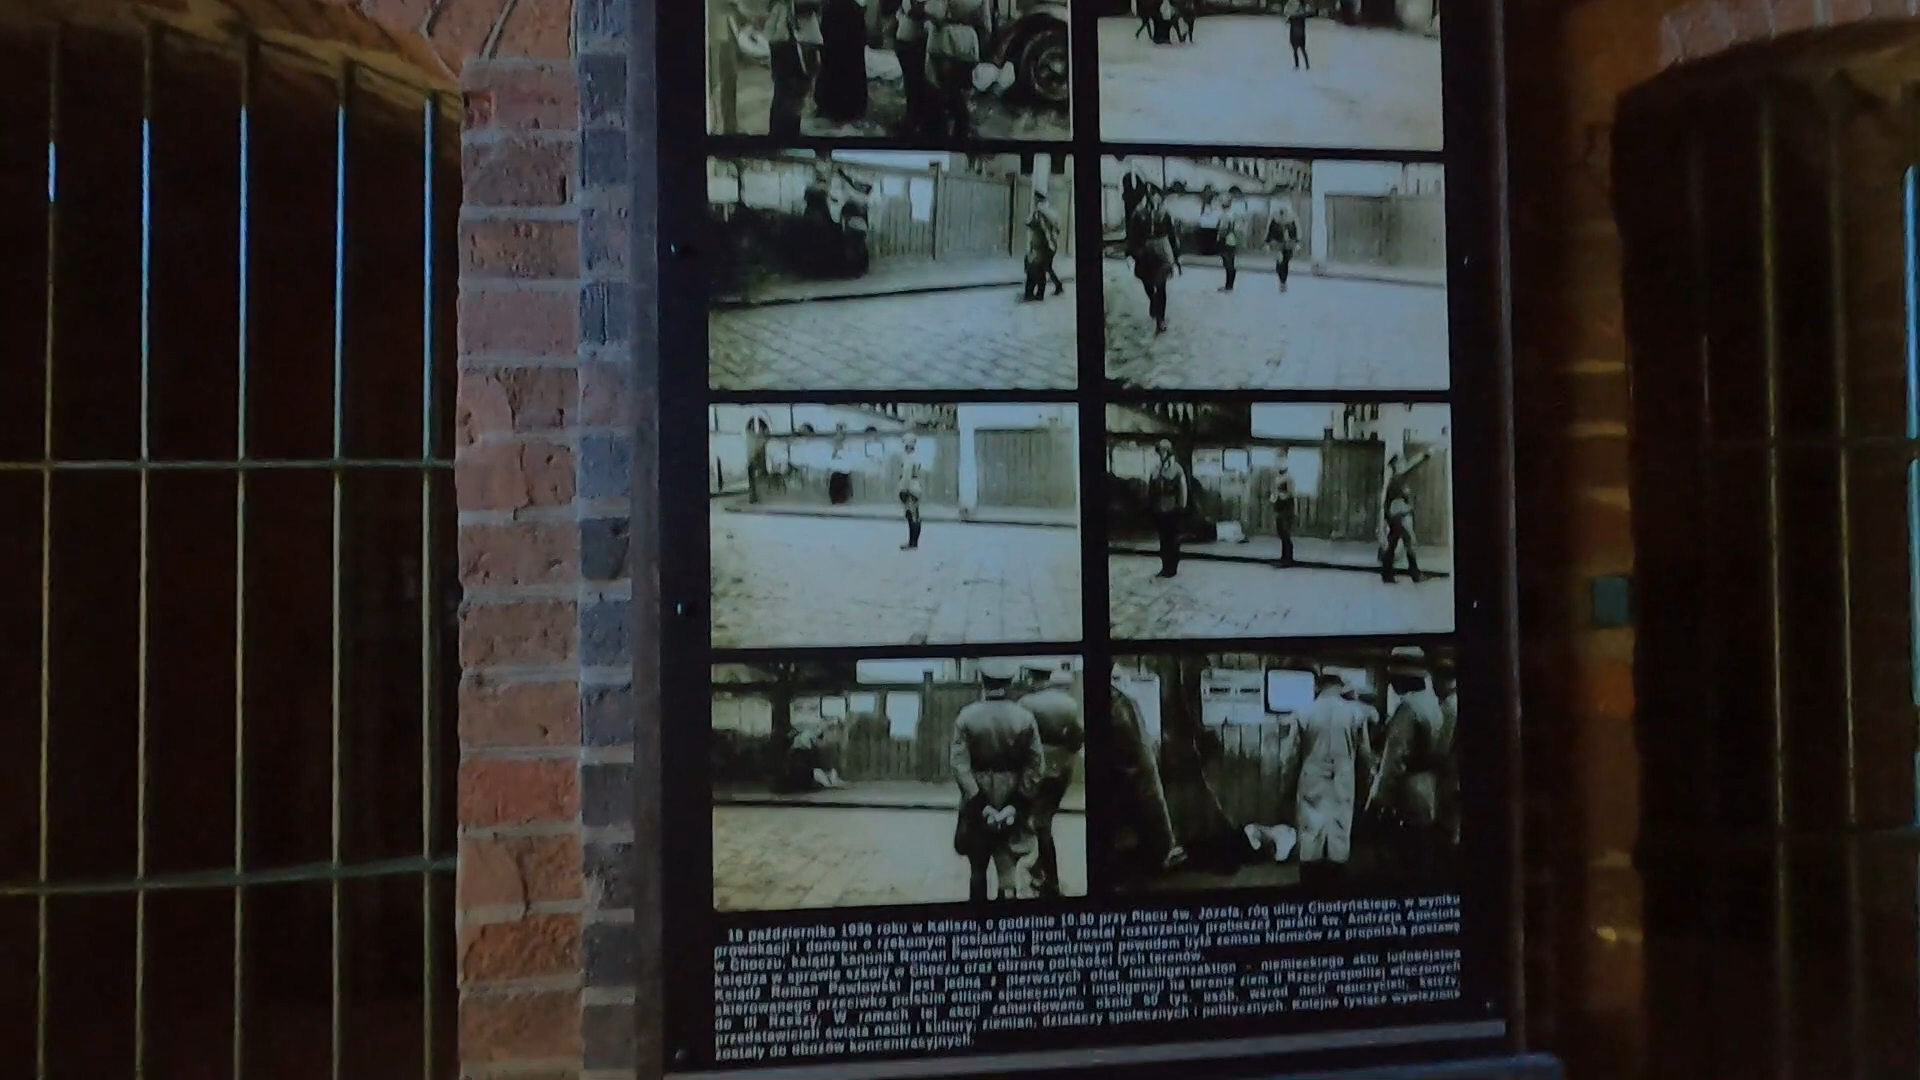 18 października 1939 roku w Kaliszu, o godzinie 10.30 przy Placu św. Józefa, róg ulicy Chodyńskiego, w wyniku
prowokacji i donosu o rzekomym posiadaniu broni, został rozstrzelany proboszcz parafii św. Andrzeja Apostoła
w Choczu, ksiądz kanonik Roman Pawłowski. Prawdziwym powodem była zemsta Niemców za propolską postawę
księdza w sprawie szkoły w Choczu oraz obronę polskości tych terenów.
Ksiądz Roman Pawłowski jest jedną z pierwszych ofiar Intelligenzaktion - niemieckiego aktu ludobójstwa
skierowanego przeciwko polskim elitom społecznym i inteligencji na terenie ziem II Rzeczpospolitej wcielonych
do III Rzeszy. W ramach tej akcji zamordowano około 50 tys. osób, wśród nich nauczycieli, księży,
przedstawicieli świata nauki i kultury, ziemian, działaczy społecznych i politycznych. Kolejne tysiące wywiezione
zostały do obozów koncentracyjnych.